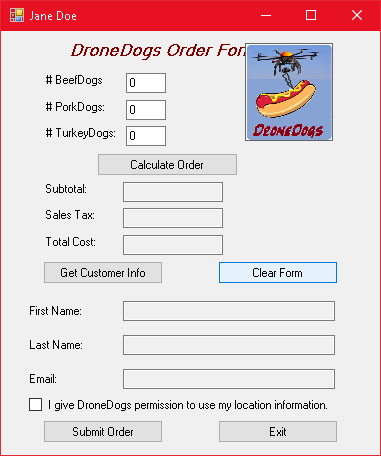 Jane Doe
DroneDogs Order For
# BeefDogs
0
# PorkDogs:
0
# TurkeyDogs:
0
DRONEDOGS
Calculate Order
Subtotal:
Sales Tax:
Total Cost:
Get Customer Info
Clear Form
First Name:
Last Name:
Email:
I give DroneDogs permission to use my location information.
Submit Order
Exit